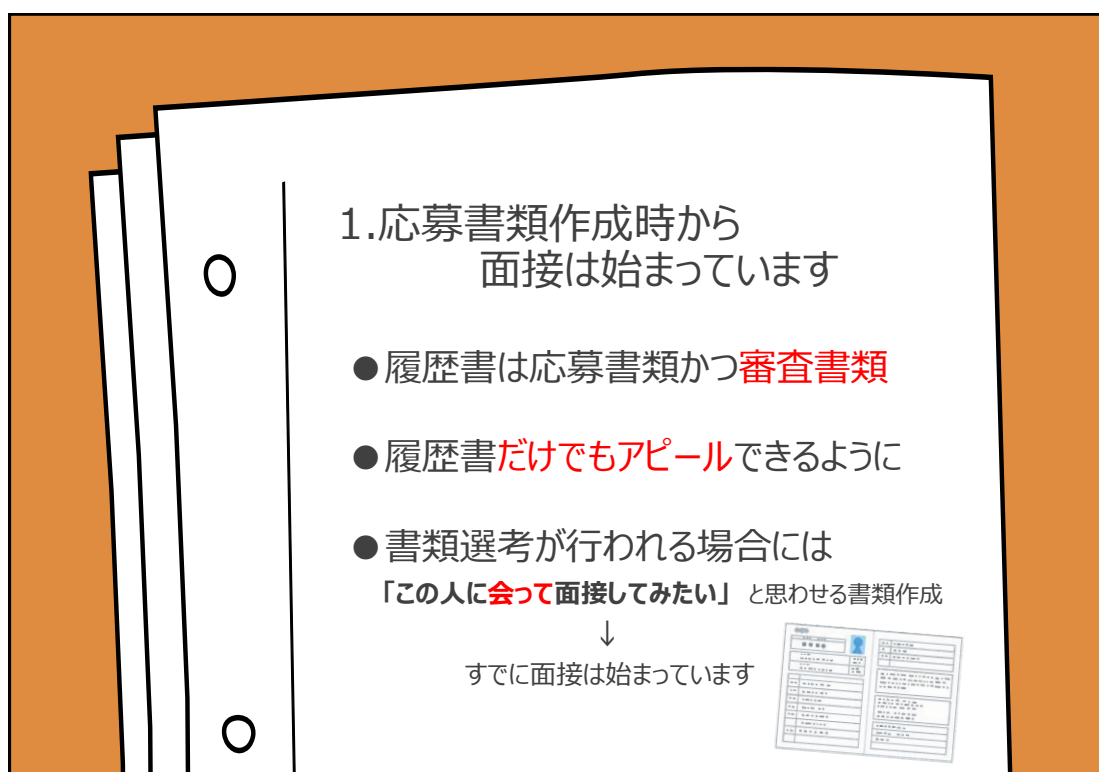 1.応募書類作成時から
面接は始まっています
●履歴書は応募書類かつ審査書類
●履歴書だけでもアピールできるように
●書類選考が行われる場合には
「この人に会って面接してみたい」 と思わせる書類作成
↓
すでに面接は始まっています